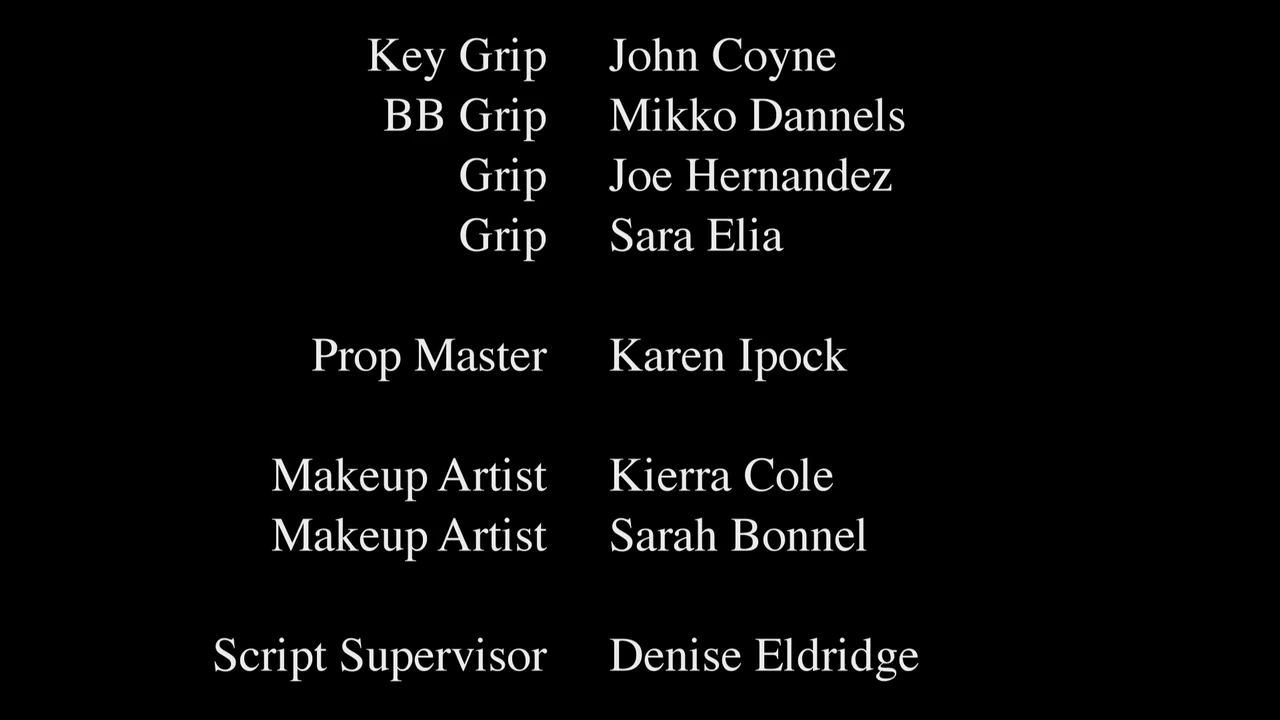 Key Grip John Coyne
BB Grip Mikko Dannels
Grip Joe Hernandez
Grip Sara Elia
Prop Master Karen Ipock
Makeup Artist Kierra Cole
Makeup Artist Sarah Bonnel
Script Supervisor Denise Eldridge